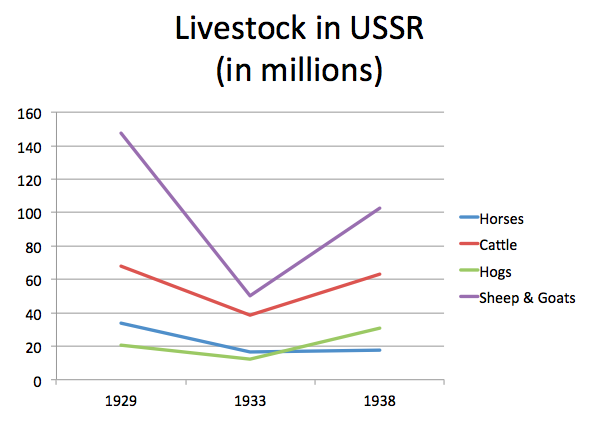 Livestock in USSR
(in millions)
160
140
120
100
80
60
40
20
0
1929 1933 1938
Horses
Cattle
Hogs
Sheep & Goats